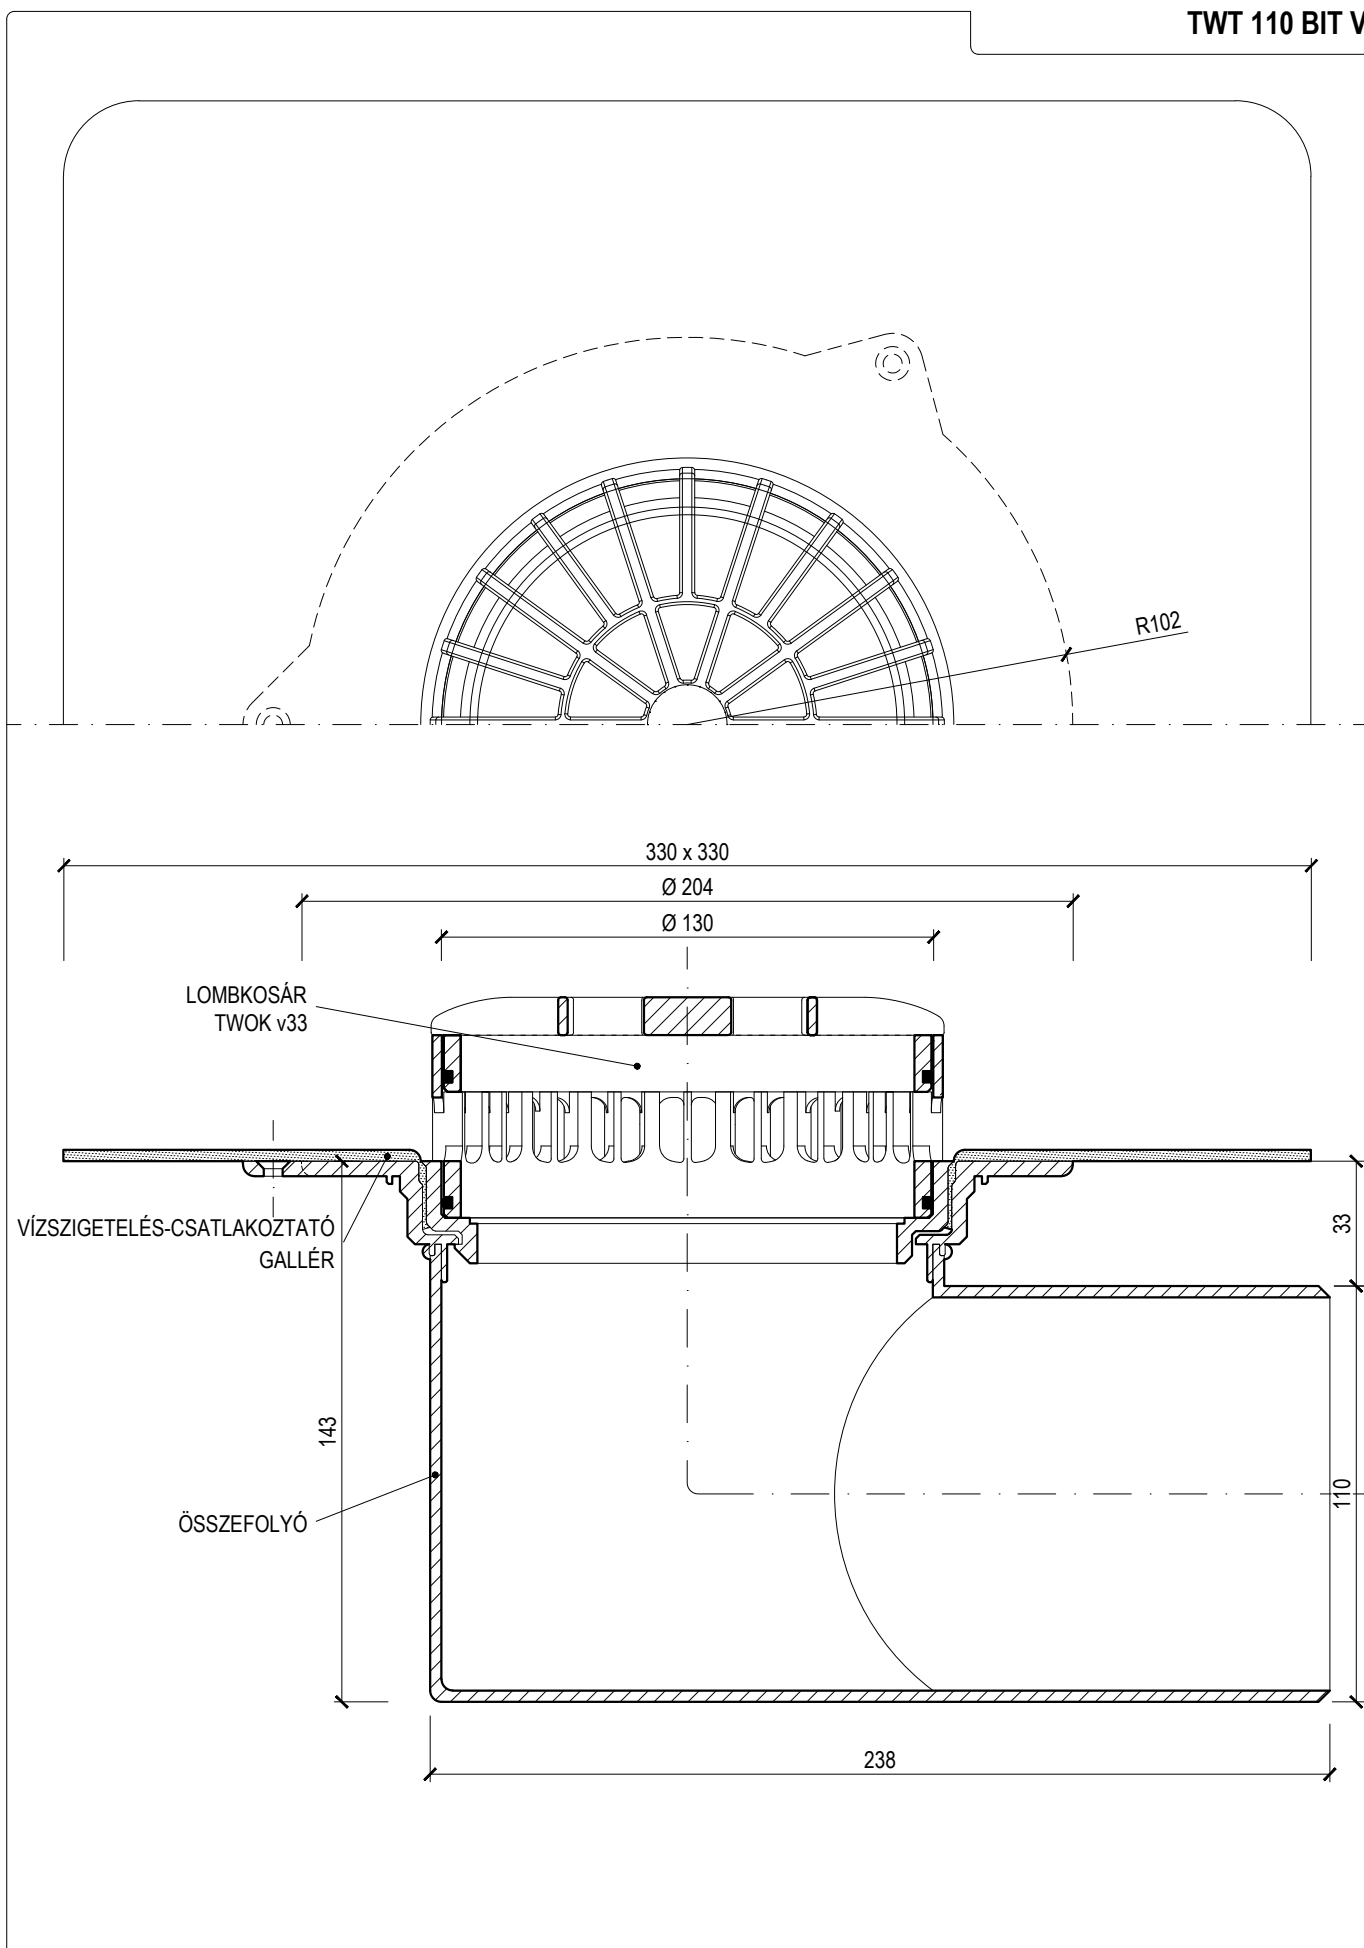 TWT 110 BIT V
R102
330 x 330
Ø 204
Ø 130
LOMBKOSÁR
TWOK v33
VÍZSZIGETELÉS-CSATLAKOZTATÓ
GALLÉR
33
143
110
ÖSSZEFOLYÓ
238